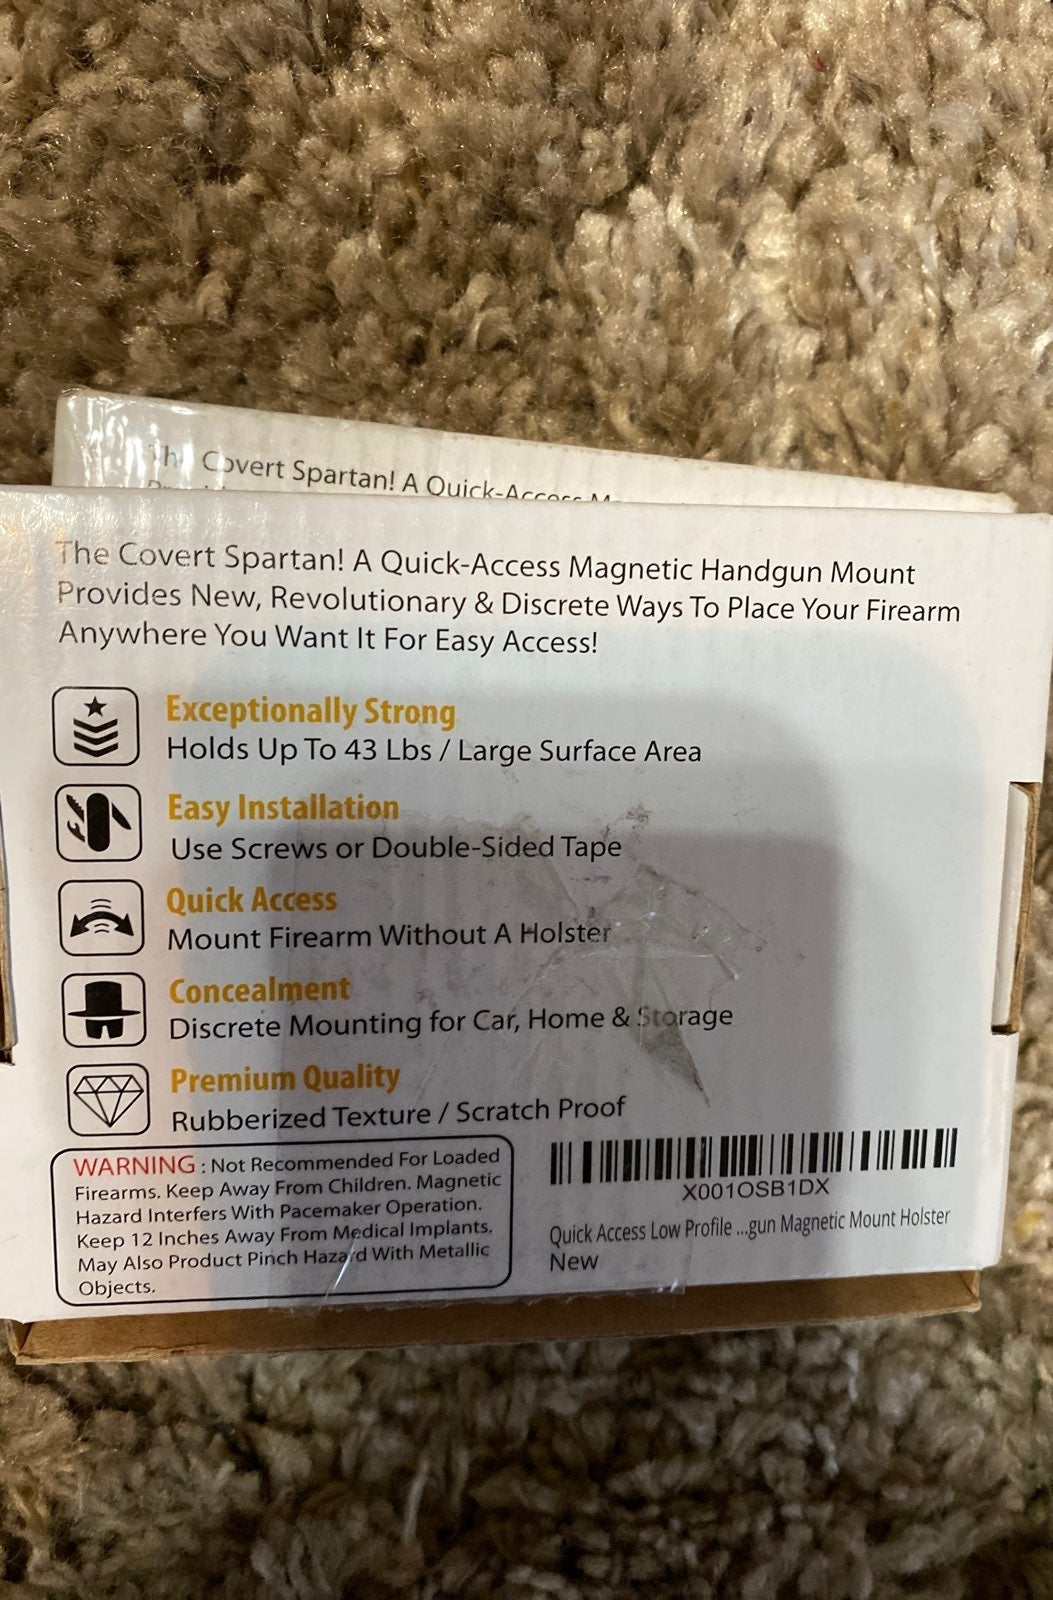 The Covert Spartan! A Quick-Access M
The Covert Spartan! A Quick-Access Magnetic Handgun Mount
Provides New, Revolutionary & Discrete Ways To Place Your Firearm
Anywhere You Want It For Easy Access!
Exceptionally Strong
Holds Up To 43 Lbs / Large Surface Area
Easy Installation
Use Screws or Double-Sided Tape
Quick Access
Mount Firearm Without A Holster
Concealment
Discrete Mounting for Car, Home & Storage
Premium Quality
Rubberized Texture / Scratch Proof
WARNING : Not Recommended For Loaded
Firearms. Keep Away From Children. Magnetic
Hazard Interfers With Pacemaker Operation.
Keep 12 Inches Away From Medical Implants.
May Also Product Pinch Hazard With Metallic
Objects.
X001OSB1DX
Quick Access Low Profile ...gun Magnetic Mount Holster
New